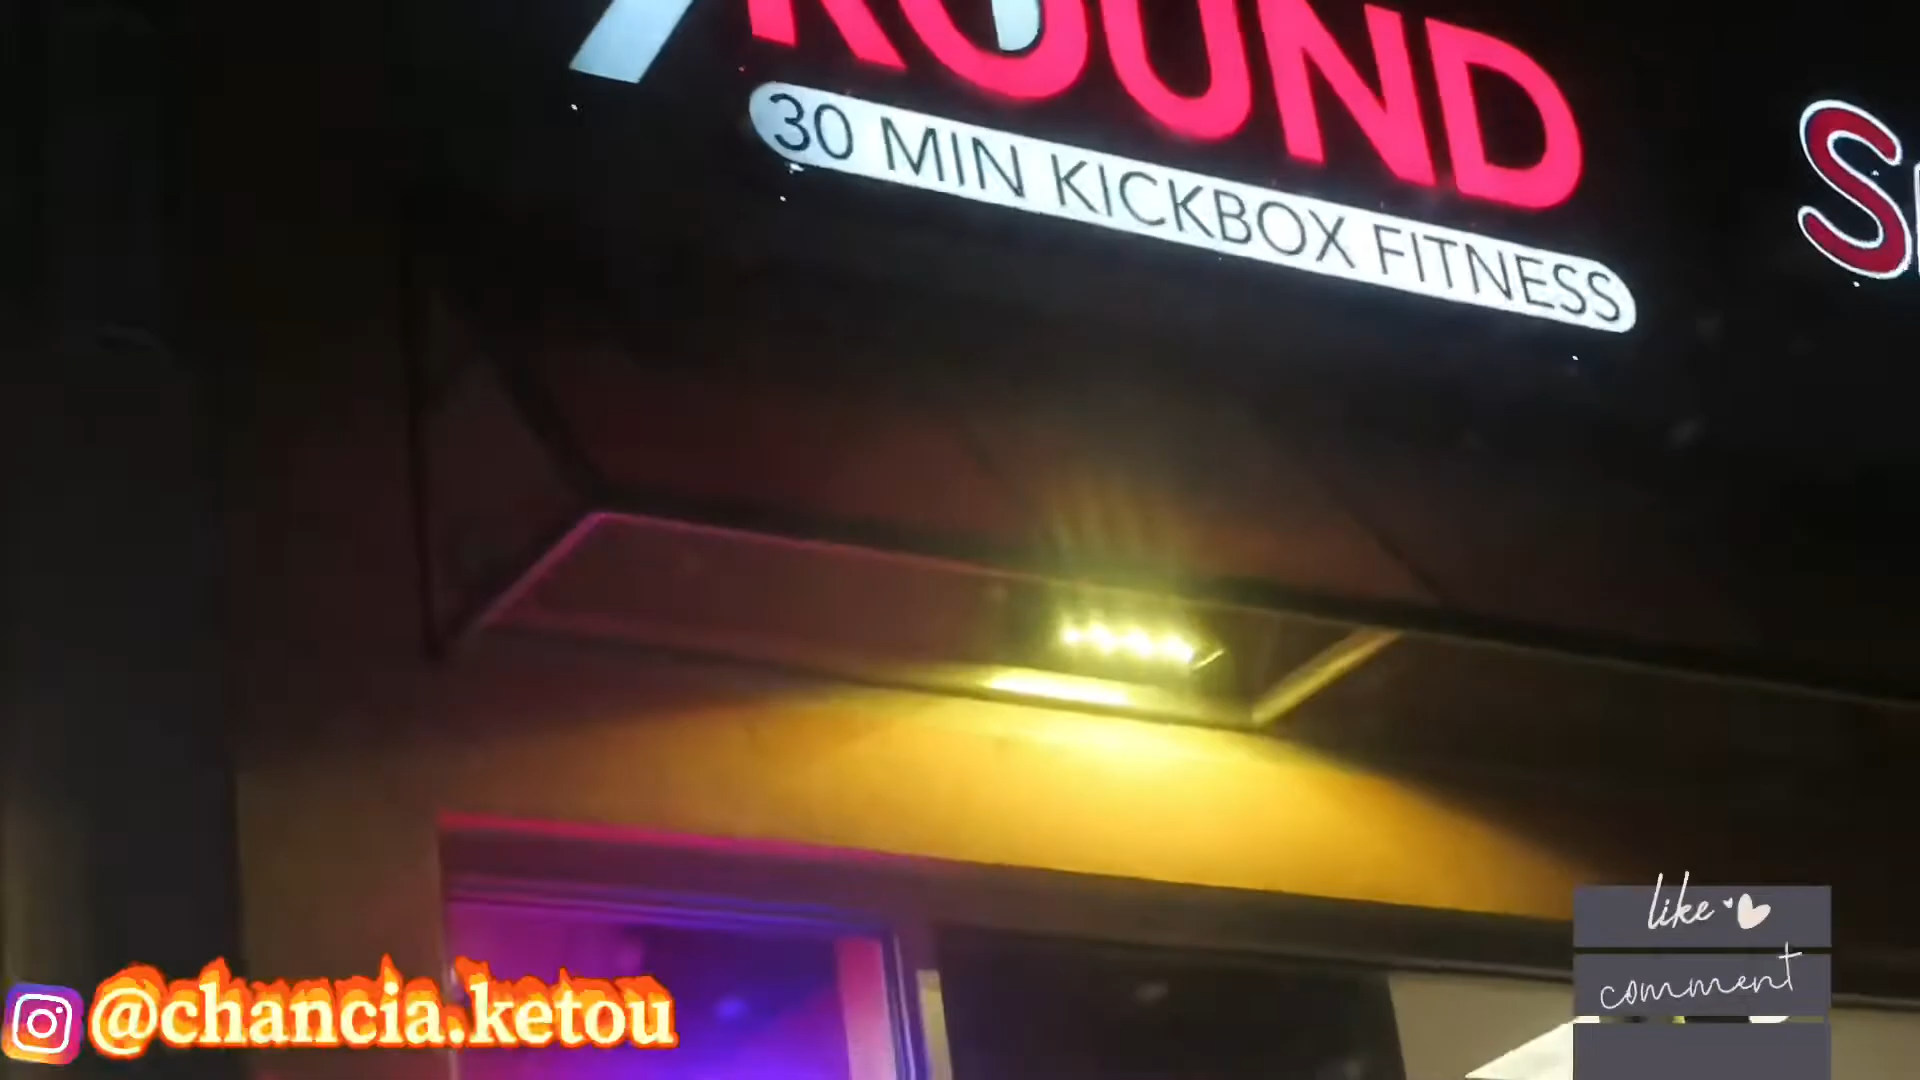 ROUND
30 MIN KICKBOX FITNESS
S
like
comment
@chancia.ketou